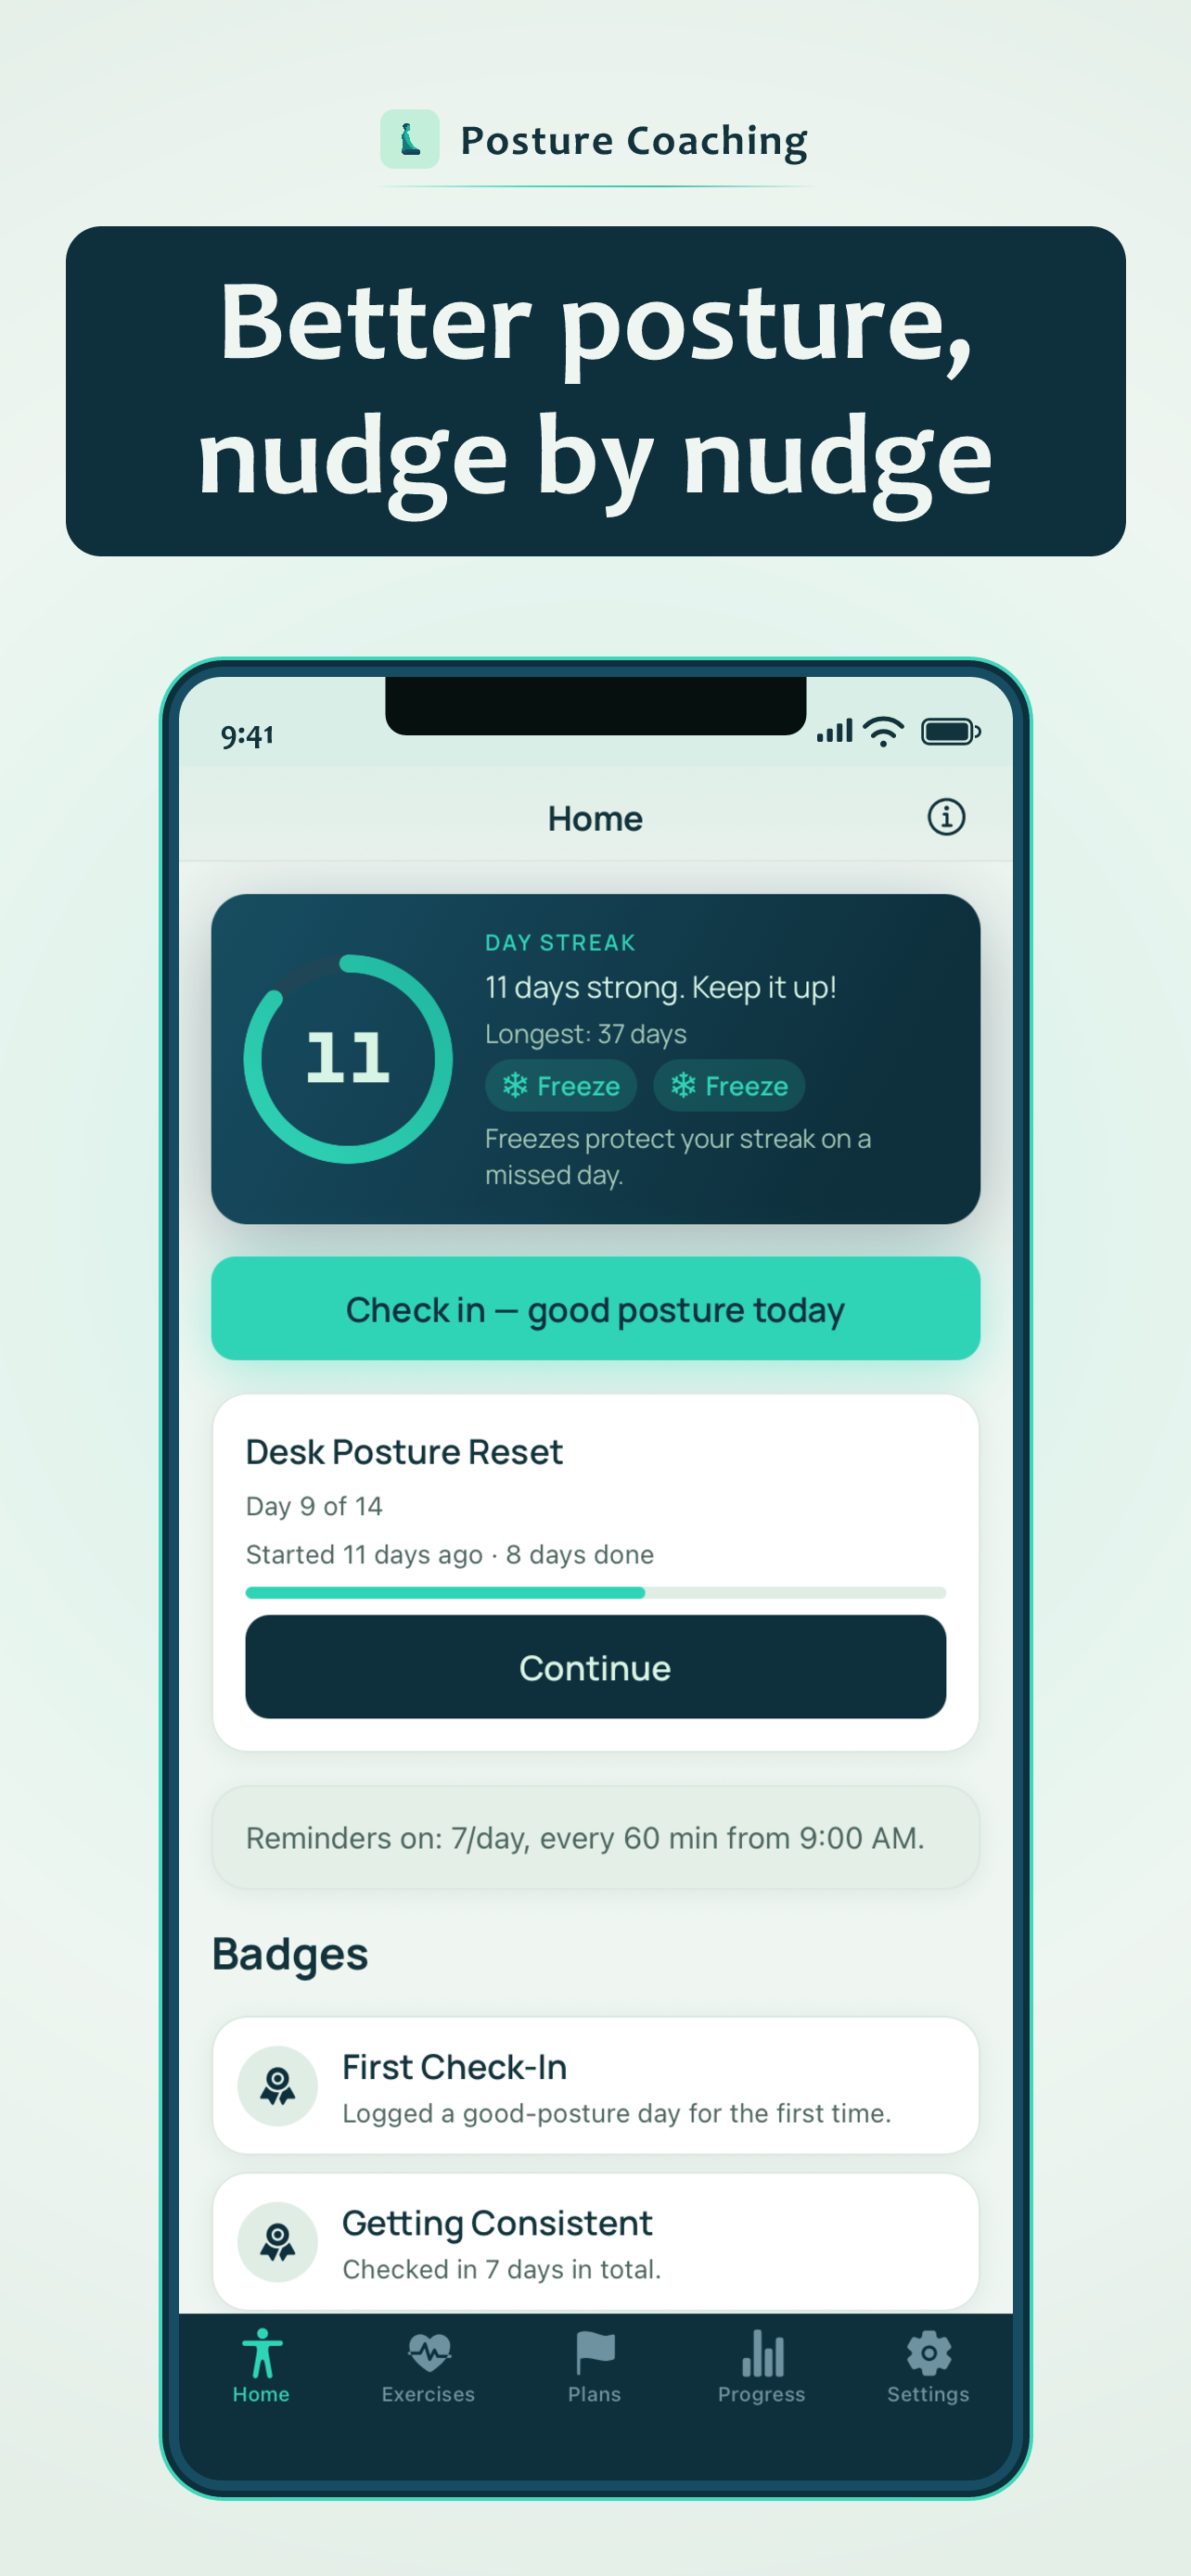 Posture Coaching
Better posture,
nudge by nudge
9:41
Home
DAY STREAK
11 days strong. Keep it up!
11
Longest: 37 days
Freeze
Freeze
Freezes protect your streak on a
missed day.
Check in — good posture today
Desk Posture Reset
Day 9 of 14
Started 11 days ago · 8 days done
Continue
Reminders on: 7/day, every 60 min from 9:00 AM.
Badges
First Check-In
Logged a good-posture day for the first time.
Getting Consistent
Checked in 7 days in total.
Home
Exercises
Plans
Progress
Settings